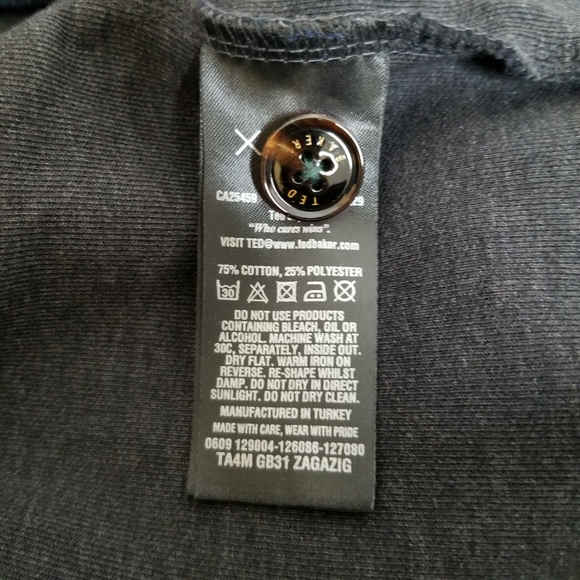 TED BAKER
CA25459 29
"Who cares wins".
VISIT TED@www.tedbaker.com
75% COTTON, 25% POLYESTER
30
DO NOT USE PRODUCTS
CONTAINING BLEACH, OIL OR
ALCOHOL. MACHINE WASH AT
30C, SEPARATELY, INSIDE OUT.
DRY FLAT. WARM IRON ON
REVERSE. RE-SHAPE WHILST
DAMP. DO NOT DRY IN DIRECT
SUNLIGHT. DO NOT DRY CLEAN.
MANUFACTURED IN TURKEY
MADE WITH CARE, WEAR WITH PRIDE
0609 129004-126086-127080
TA4M GB31 ZAGAZIG